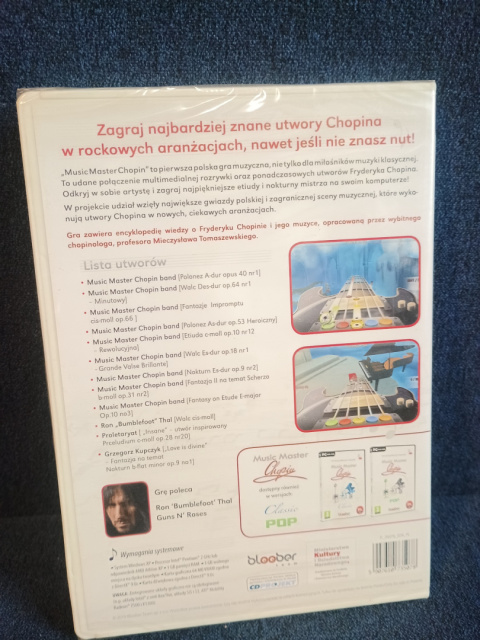 Zagraj najbardziej znane utwory Chopina
w rockowych aranżacjach, nawet jeśli nie znasz nut!
„Music Master Chopin” to pierwsza polska gra muzyczna, nie tylko dla miłośników muzyki klasycznej.
To udane połączenie multimedialnej rozrywki oraz ponadczasowych utworów Fryderyka Chopina.
Odkryj w sobie artystę i zagraj najpiękniejsze etiudy i nokturny mistrza na swoim komputerze!
W projekcie udział wzięły największe gwiazdy polskiej i zagranicznej sceny muzycznej, które wyko-
nują utwory Chopina w nowych, ciekawych aranżacjach.
Gra zawiera encyklopedię wiedzy o Fryderyku Chopinie i jego muzyce, opracowaną przez wybitnego
chopinologa, profesora Mieczysława Tomaszewskiego.
Lista utworów
• Music Master Chopin band [Polonez A-dur opus 40 nr1]
• Music Master Chopin band [Walc Des-dur op.64 nr1
- Minutowy]
• Music Master Chopin band [Fantazja Impromptu
cis-moll op.66 ]
• Music Master Chopin band [Polonez As-dur op.53 Heroiczny]
• Music Master Chopin band [Etiuda c-moll op.10 nr12
- Rewolucyjna]
• Music Master Chopin band [Walc Es-dur op.18 nr1
- Grande Valse Brillante]
• Music Master Chopin band [Nokturn Es-dur op.9 nr2]
• Music Master Chopin band [Fantazja II na temat Scherza
b-moll op.31 nr2]
• Music Master Chopin band [Fantasy on Etude E-major
Op.10 no3]
• Ron „Bumblefoot” Thal [Walc cis-moll]
• Proletaryat [ „Insane” - utwór inspirowany
Preludium c-moll op.28 nr20]
• Grzegorz Kupczyk [„Love is divine”
- Fantazja na temat
Nokturn b-flat minor op.9 no1]
Music Master
Chopin
dostępny również
w wersjach
Classic
POP
Grę poleca
Ron 'Bumblefoot' Thal
Guns N' Roses
Wymagania systemowe:
bloober
TEAM
Kultury
CD PROJEKT